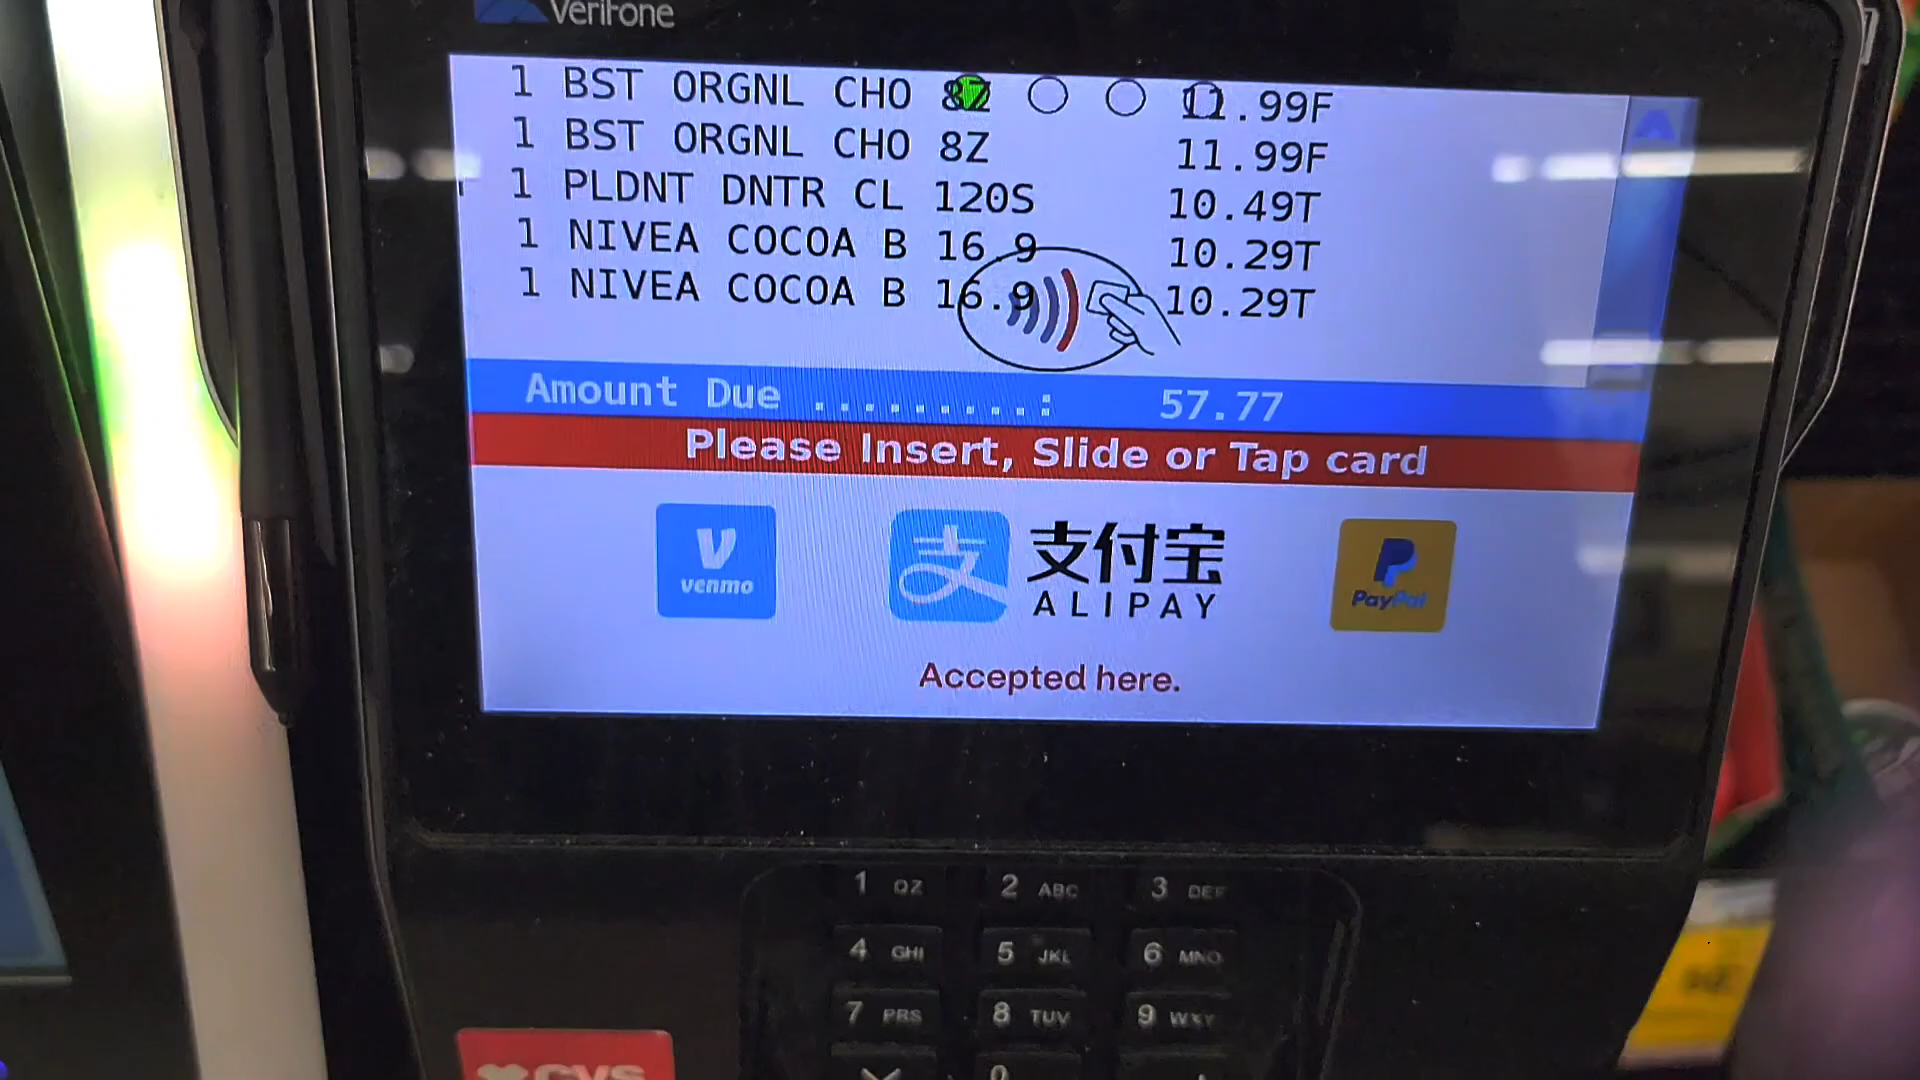 Verifone
1 BST ORGNL CHO 8Z 11.99F
1 BST ORGNL CHO 8Z 11.99F
1 PLDNT DNTR CL 120S 10.49T
1 NIVEA COCOA B 16.9 10.29T
1 NIVEA COCOA B 16.9 10.29T
Amount Due .........: 57.77
Please Insert, Slide or Tap card
venmo
支 支付宝
ALIPAY
PayPal
Accepted here.
1 QZ 2 ABC 3 DEF
4 GHI 5 JKL 6 MNO
7 PRS 8 TUV 9 WXY
0
CVS